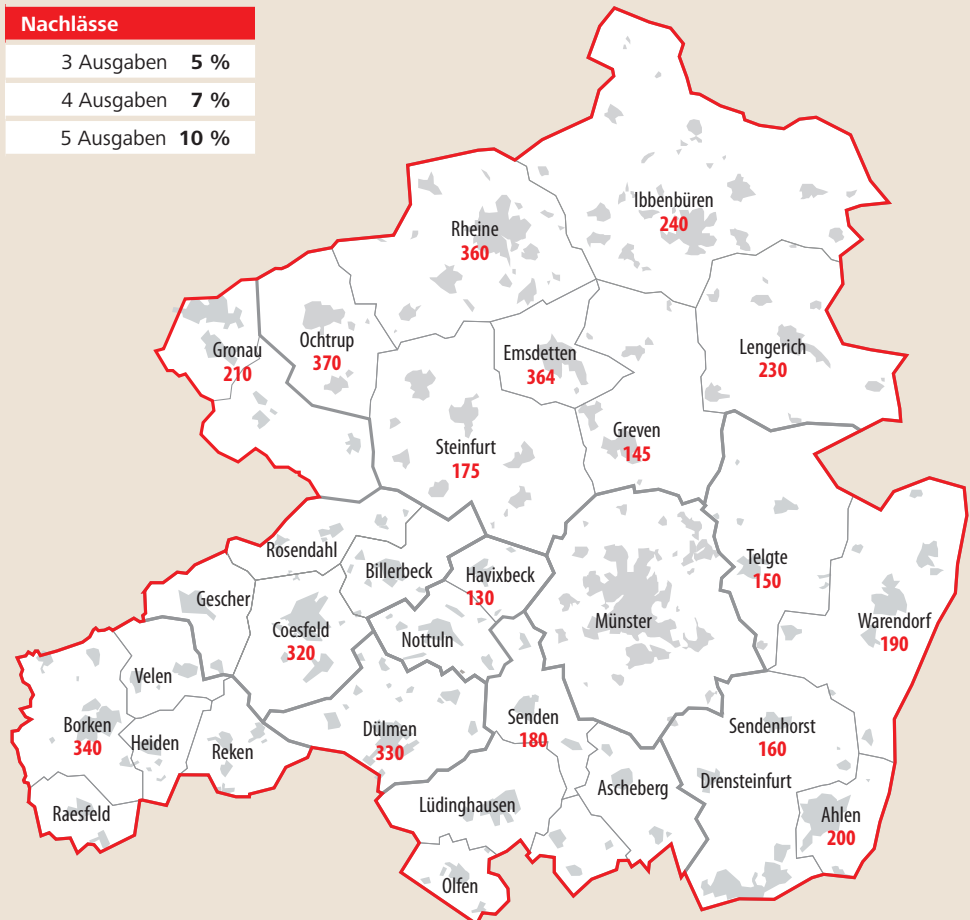 Nachlässe
3 Ausgaben 5 %
4 Ausgaben 7 %
5 Ausgaben 10 %
Ibbenbüren
240
Rheine
360
Ochtrup
370
Gronau
210
Emsdetten
364
Lengerich
230
Steinfurt
175
Greven
145
Rosendahl
Billerbeck
Havixbeck
130
Telgte
150
Gescher
Coesfeld
320
Nottuln
Münster
Warendorf
190
Velen
Borken
340
Heiden
Reken
Dülmen
330
Senden
180
Sendenhorst
160
Drensteinfurt
Ascheberg
Raesfeld
Lüdinghausen
Ahlen
200
Olfen